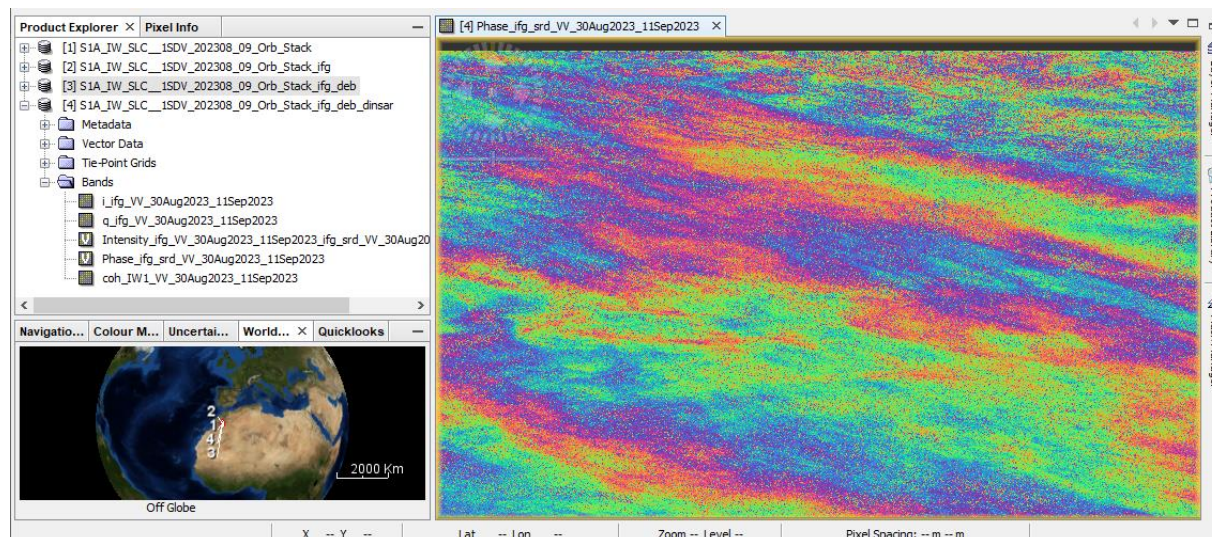 Product Explorer × Pixel Info
[4] Phase_ifg_srd_VV_30Aug2023_11Sep2023 ×
[1] S1A_IW_SLC__1SDV_202308_09_Orb_Stack
[2] S1A_IW_SLC__1SDV_202308_09_Orb_Stack_ifg
[3] S1A_IW_SLC__1SDV_202308_09_Orb_Stack_ifg_deb
[4] S1A_IW_SLC__1SDV_202308_09_Orb_Stack_ifg_deb_dinsar
Metadata
Vector Data
Tie-Point Grids
Bands
i_ifg_VV_30Aug2023_11Sep2023
q_ifg_VV_30Aug2023_11Sep2023
Intensity_ifg_VV_30Aug2023_11Sep2023_ifg_srd_VV_30Aug20
Phase_ifg_srd_VV_30Aug2023_11Sep2023
coh_IW1_VV_30Aug2023_11Sep2023
Navigatio... Colour M... Uncertai... World... × Quicklooks
2
1
4
3
2000 Km
Off Globe
X -- Y -- Lat -- Lon -- Zoom -- Level -- Pixel Spacing: -- m -- m